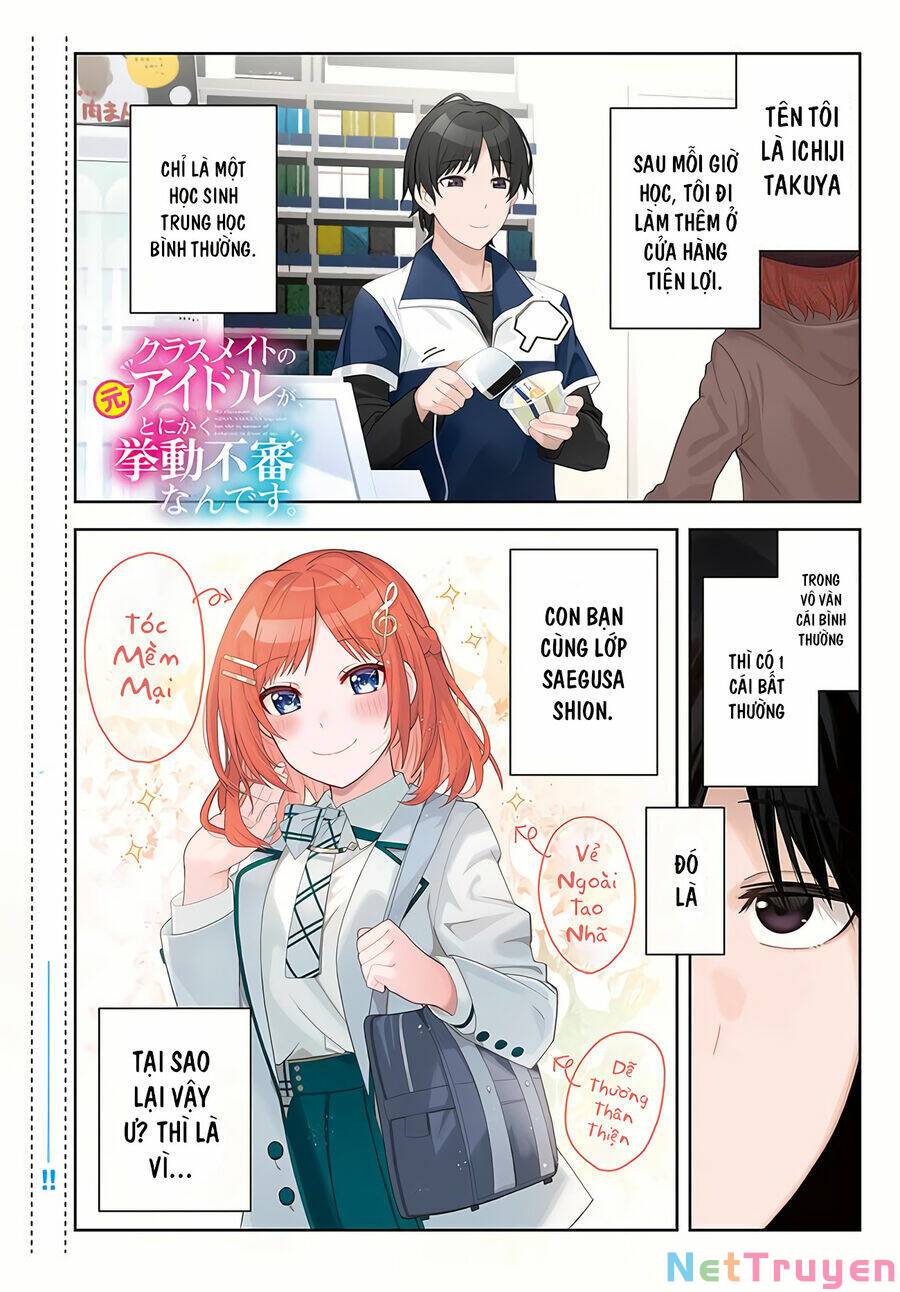 TÊN TÔI
LÀ ICHIJI
TAKUYA
SAU MỖI GIỜ
HỌC, TÔI ĐI
LÀM THÊM Ở
CỬA HÀNG
TIỆN LỢI.
CHỈ LÀ MỘT
HỌC SINH
TRUNG HỌC
BÌNH THƯỜNG.
肉まん
クラスメイトの
元アイドルが、
とにかく
挙動不審
なんです。
TRONG
VÔ VÀN
CÁI BÌNH
THƯỜNG
THÌ CÓ 1
CÁI BẤT
THƯỜNG
ĐÓ
LÀ
CON BẠN
CÙNG LỚP
SAEGUSA
SHION.
Tóc
Mềm
Mại
Vẻ
Ngoài
Tao
Nhã
Dễ
Thương
Thân
Thiện
TẠI SAO
LẠI VẬY
Ư? THÌ LÀ
VÌ...
!!
NetTruyen